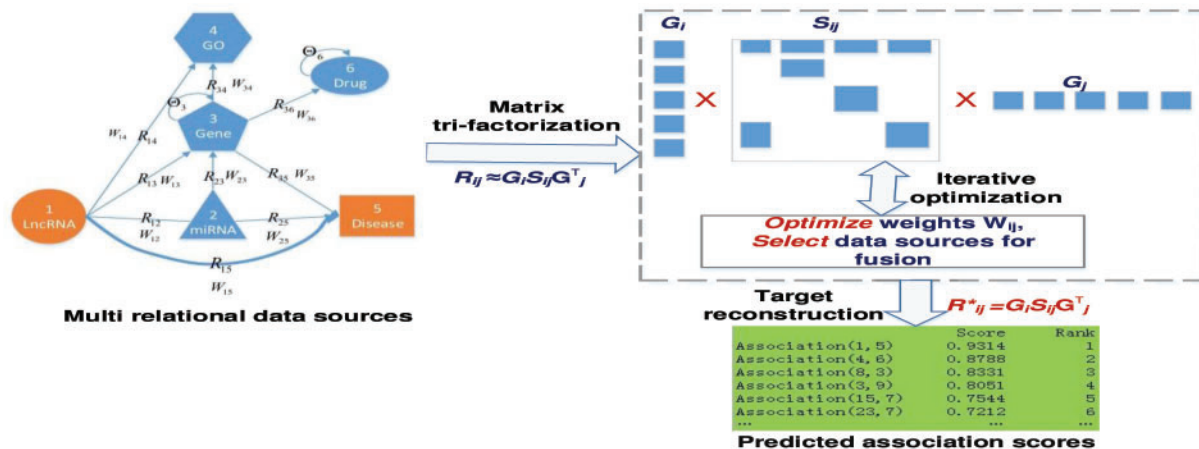 4
GO
Θ₆
6
Drug
R₃₄ W₃₄
Θ₃
R₃₆
W₃₆
3
Gene
W₁₄ R₁₄
R₁₃ W₁₃
R₂₃ W₂₃
R₃₅ W₃₅
1
LncRNA
R₁₂
W₁₂
2
miRNA
R₂₅
W₂₅
5
Disease
R₁₅
W₁₅
Multi relational data sources
Matrix
tri-factorization
Rᵢⱼ≈GᵢSᵢⱼGᵀⱼ
Gᵢ
Sᵢⱼ
Gⱼ
×
×
Iterative
optimization
Optimize weights Wᵢⱼ,
Select data sources for
fusion
Target
reconstruction
R*ᵢⱼ=GᵢSᵢⱼGᵀⱼ
Score Rank
Association(1,5) 0.9314 1
Association(4,6) 0.8788 2
Association(8,3) 0.8331 3
Association(3,9) 0.8051 4
Association(15,7) 0.7544 5
Association(23,7) 0.7212 6
… … …
Predicted association scores